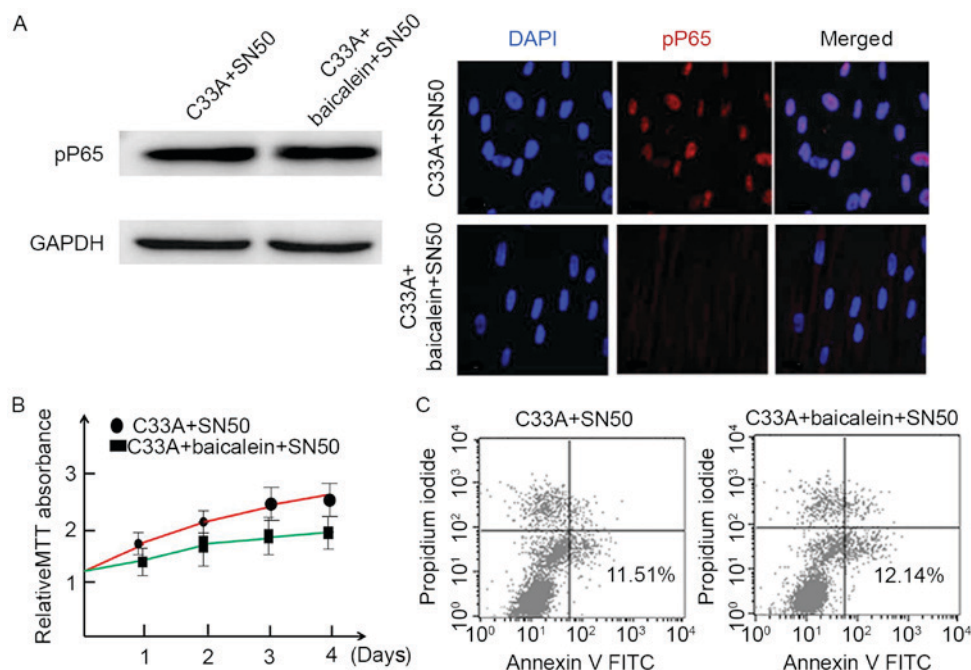 A
C33A+SN50
C33A+
baicalein+SN50
pP65
GAPDH
DAPI
pP65
Merged
C33A+SN50
C33A+
baicalein+SN50
B
C33A+SN50
C33A+baicalein+SN50
RelativeMTT absorbance
3
2
1
1 2 3 4 (Days)
C
C33A+SN50
Propidium iodide
10⁴
10³
10²
10¹
10⁰
11.51%
10⁰ 10¹ 10² 10³ 10⁴
Annexin V FITC
C33A+baicalein+SN50
Propidium iodide
10⁴
10³
10²
10¹
10⁰
12.14%
10⁰ 10¹ 10² 10³ 10⁴
Annexin V FITC